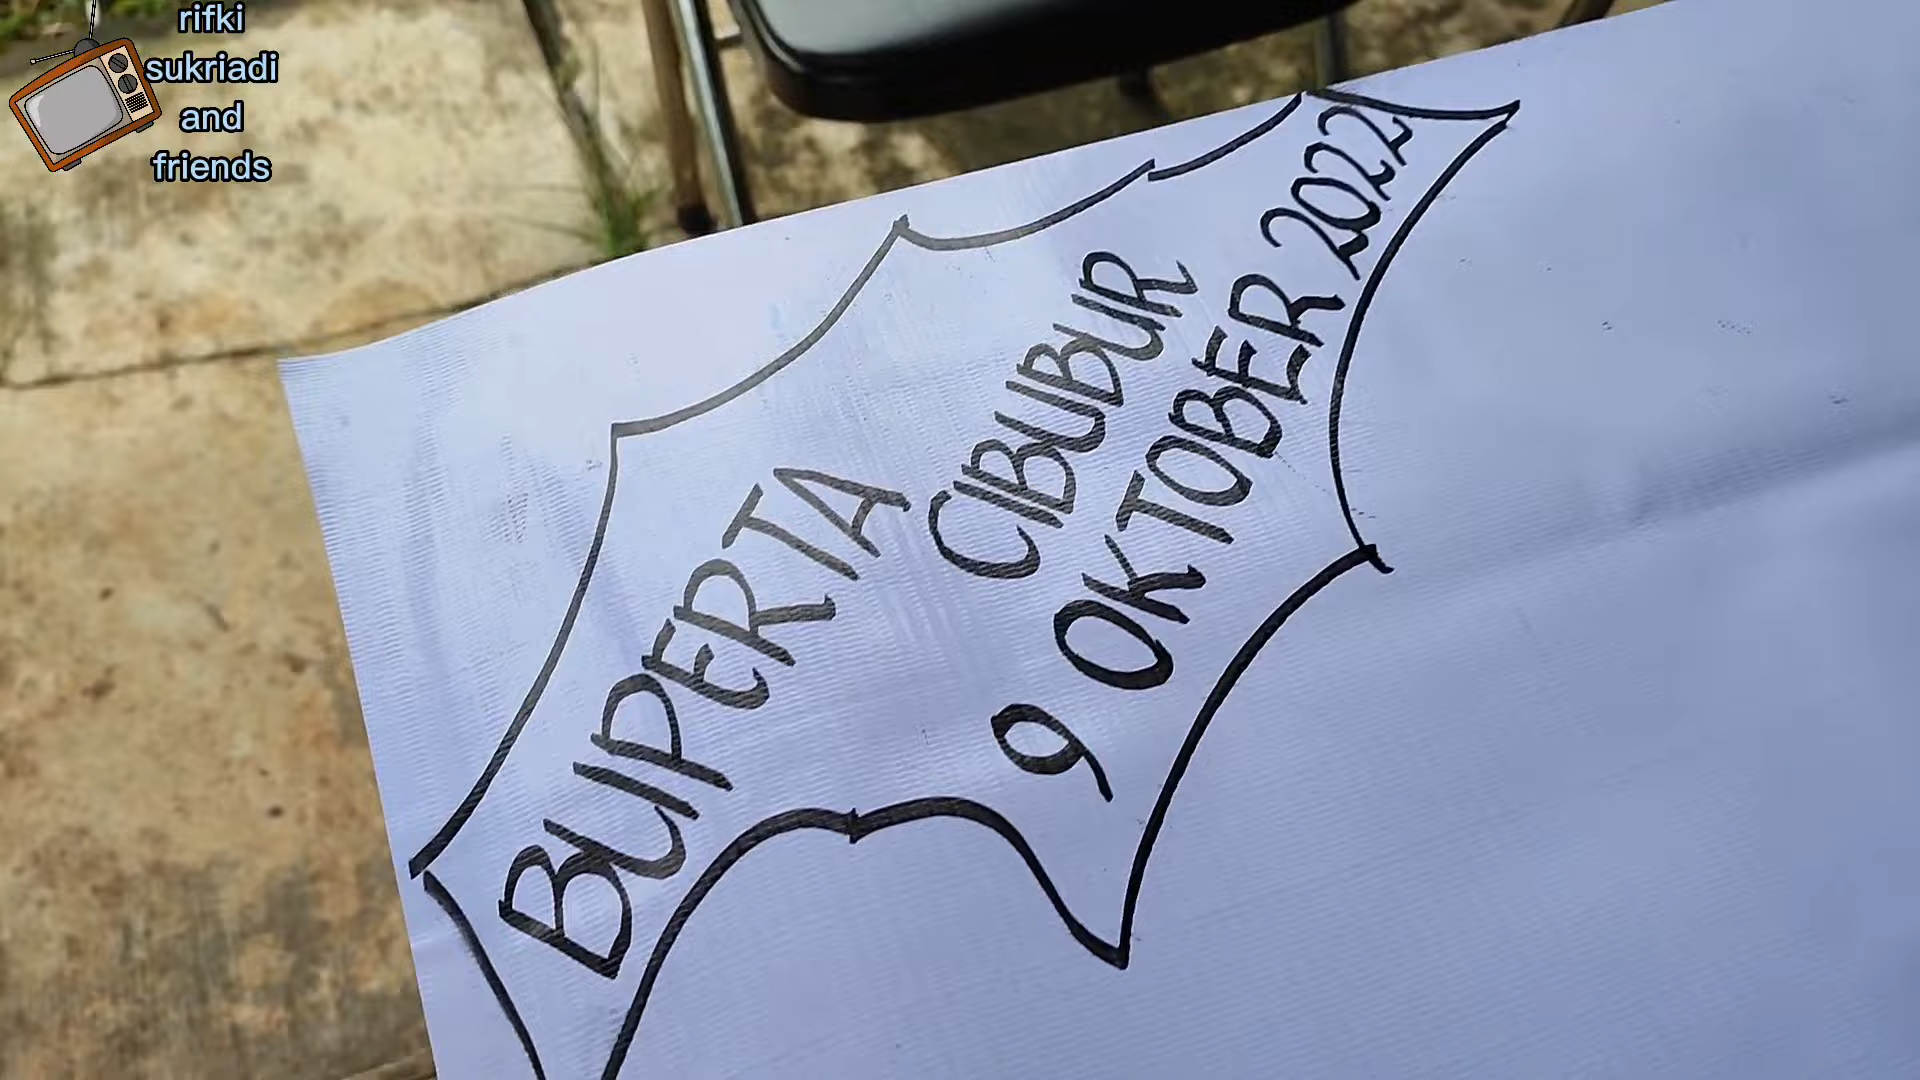 rifki
sukriadi
and
friends
BUPERTA CIBUBUR
9 OKTOBER 2022